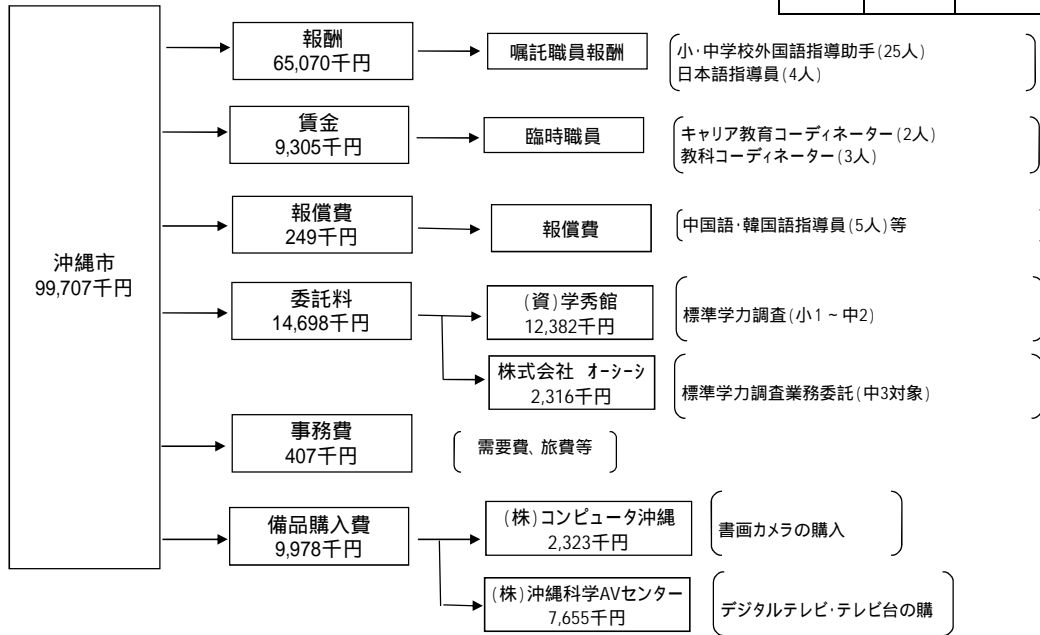 沖縄市
99,707千円
報酬
65,070千円
嘱託職員報酬
小・中学校外国語指導助手(25人)
日本語指導員(4人)
賃金
9,305千円
臨時職員
キャリア教育コーディネーター(2人)
教科コーディネーター(3人)
報償費
249千円
報償費
中国語・韓国語指導員(5人)等
委託料
14,698千円
(資)学秀館
12,382千円
標準学力調査(小1~中2)
株式会社 オーシーシ
2,316千円
標準学力調査業務委託(中3対象)
事務費
407千円
需要費、旅費等
備品購入費
9,978千円
(株)コンピュータ沖縄
2,323千円
書画カメラの購入
(株)沖縄科学AVセンター
7,655千円
デジタルテレビ・テレビ台の購